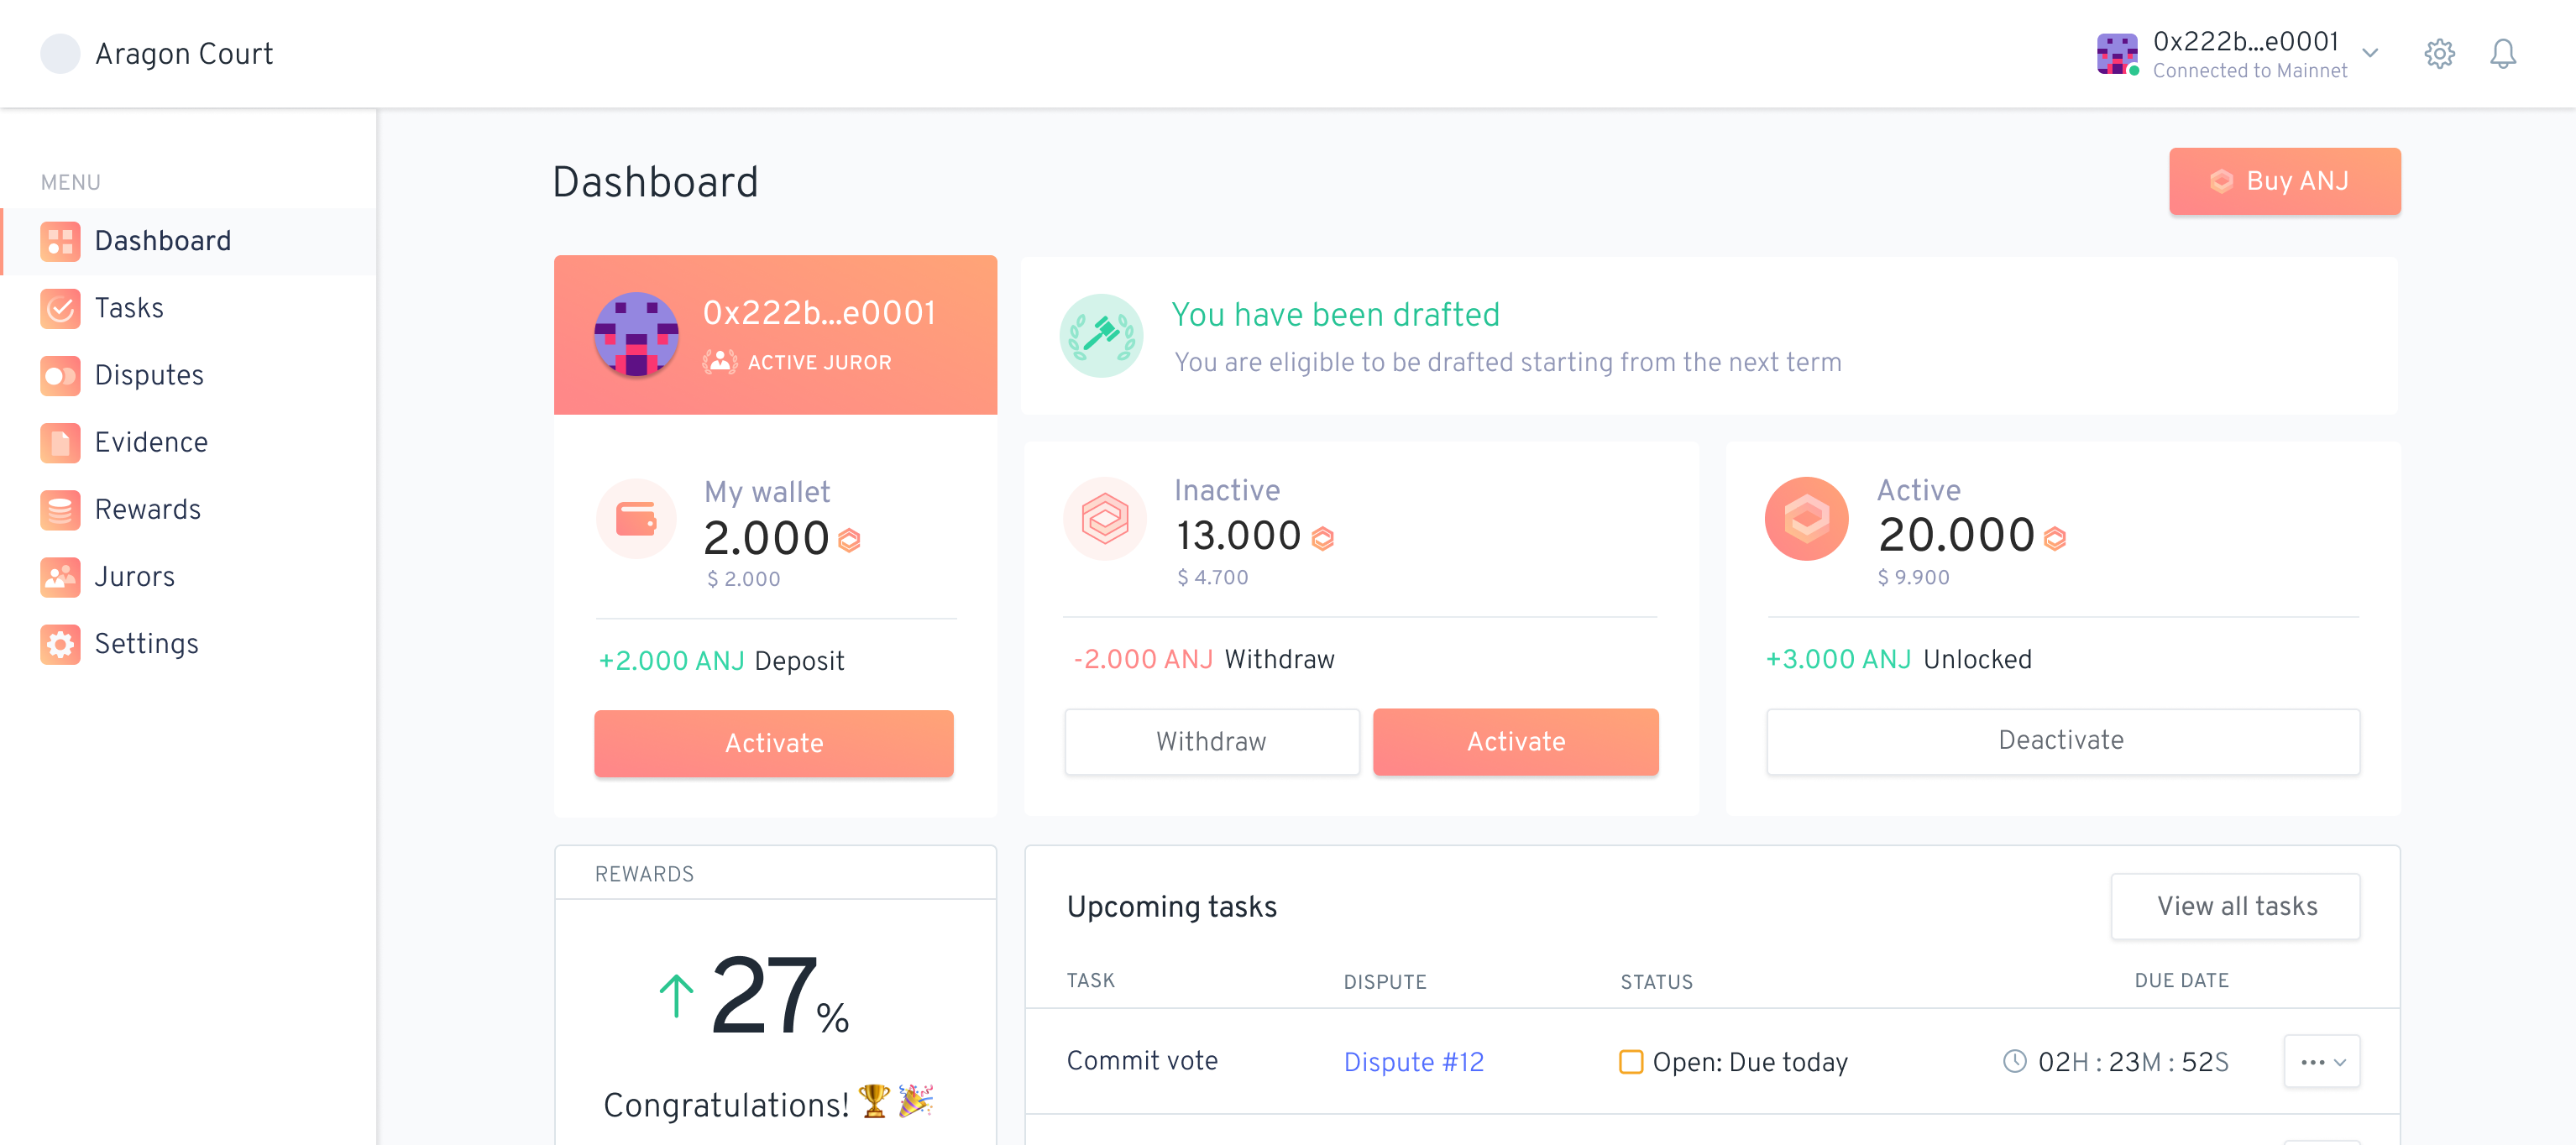 Aragon Court
0x222b...e0001
Connected to Mainnet
MENU
Dashboard
Tasks
Disputes
Evidence
Rewards
Jurors
Settings
Dashboard
Buy ANJ
0x222b...e0001
ACTIVE JUROR
You have been drafted
You are eligible to be drafted starting from the next term
My wallet
2.000
$ 2.000
+2.000 ANJ Deposit
Activate
Inactive
13.000
$ 4.700
-2.000 ANJ Withdraw
Withdraw
Activate
Active
20.000
$ 9.900
+3.000 ANJ Unlocked
Deactivate
REWARDS
27%
Congratulations! 🏆 🎉
Upcoming tasks
View all tasks
TASK DISPUTE STATUS DUE DATE
Commit vote Dispute #12 Open: Due today 02H : 23M : 52S